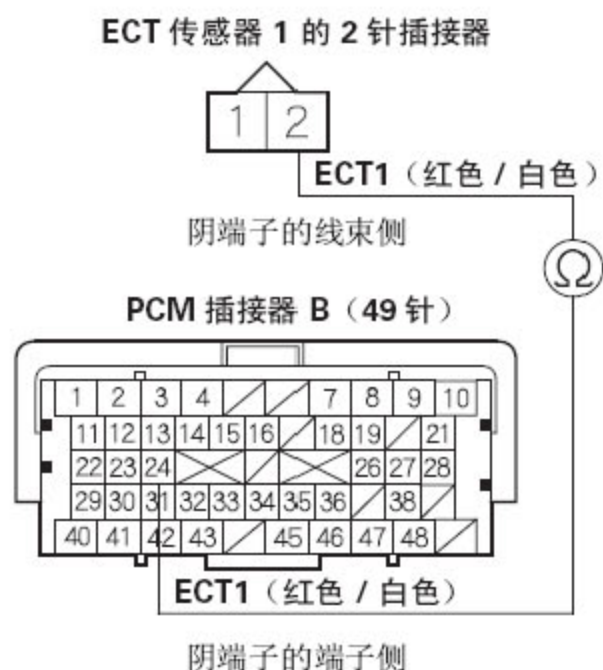 ECT 传感器 1 的 2 针插接器
1 2
ECT1（红色 / 白色）
阴端子的线束侧
Ω
PCM 插接器 B（49 针）
1 2 3 4 7 8 9 10
11 12 13 14 15 16 18 19 21
22 23 24 26 27 28
29 30 31 32 33 34 35 36 38
40 41 42 43 45 46 47 48
ECT1（红色 / 白色）
阴端子的端子侧